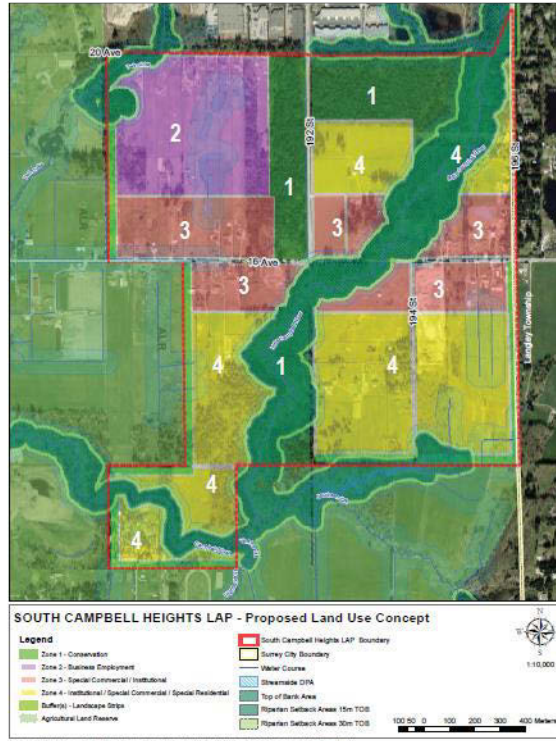 20 Ave
1
2
192 St
4
4
196 St
1
ALR
3
3
3
16 Ave
3
3
194 St
Langley Township
ALR
4
1
4
4
4
SOUTH CAMPBELL HEIGHTS LAP - Proposed Land Use Concept
Legend
Zone 1 - Conservation
Zone 2 - Business Employment
Zone 3 - Special Commercial / Institutional
Zone 4 - Institutional / Special Commercial / Special Residential
Buffer(s) - Landscape Strips
Agricultural Land Reserve
South Campbell Heights LAP Boundary
Surrey City Boundary
Water Course
Streamside DPA
Top of Bank Area
Riparian Setback Areas 15m TOB
Riparian Setback Areas 30m TOB
N
1:10,000
100 50 0 100 200 300 400 Meters